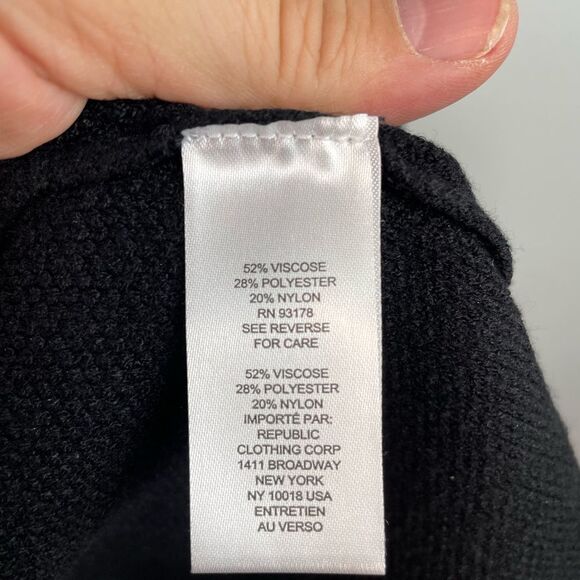 52% VISCOSE
28% POLYESTER
20% NYLON
RN 93178
SEE REVERSE
FOR CARE
52% VISCOSE
28% POLYESTER
20% NYLON
IMPORTÉ PAR:
REPUBLIC
CLOTHING CORP
1411 BROADWAY
NEW YORK
NY 10018 USA
ENTRETIEN
AU VERSO